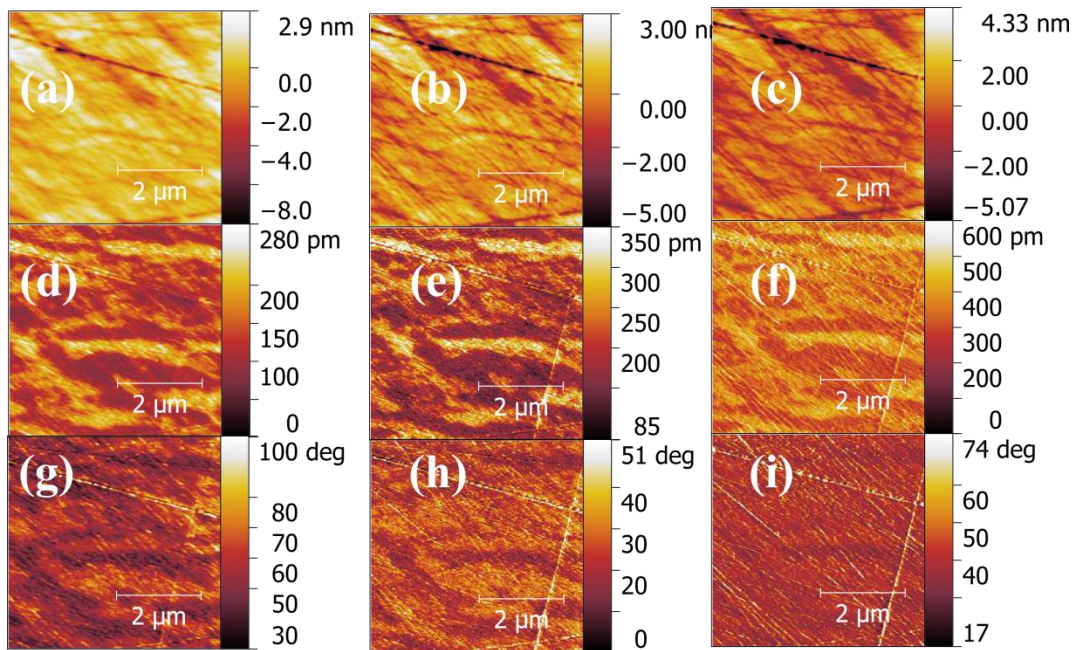 (a)
2.9 nm
0.0
−2.0
−4.0
−8.0
2 µm
(b)
3.00 n
0.00
−2.00
−5.00
2 µm
(c)
4.33 nm
2.00
0.00
−2.00
−5.07
2 µm
(d)
280 pm
200
150
100
0
2 µm
(e)
350 pm
300
250
200
85
2 µm
(f)
600 pm
500
400
300
200
0
2 µm
(g)
100 deg
80
70
60
50
30
2 µm
(h)
51 deg
40
30
20
0
2 µm
(i)
74 deg
60
50
40
17
2 µm